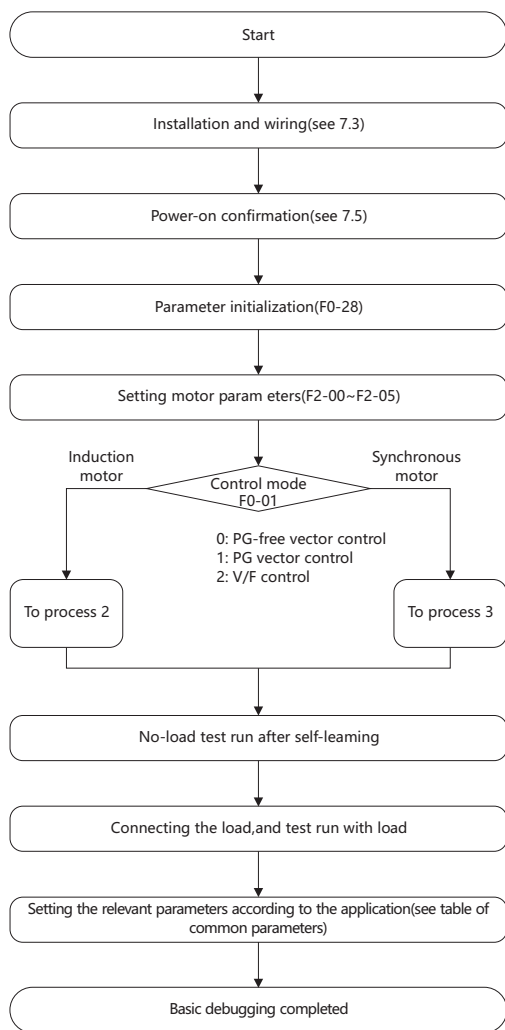 Start
Installation and wiring(see 7.3)
Power-on confirmation(see 7.5)
Parameter initialization(F0-28)
Setting motor param eters(F2-00~F2-05)
Induction
motor
Control mode
F0-01
Synchronous
motor
0: PG-free vector control
1: PG vector control
2: V/F control
To process 2
To process 3
No-load test run after self-leaming
Connecting the load,and test run with load
Setting the relevant parameters according to the application(see table of
common parameters)
Basic debugging completed